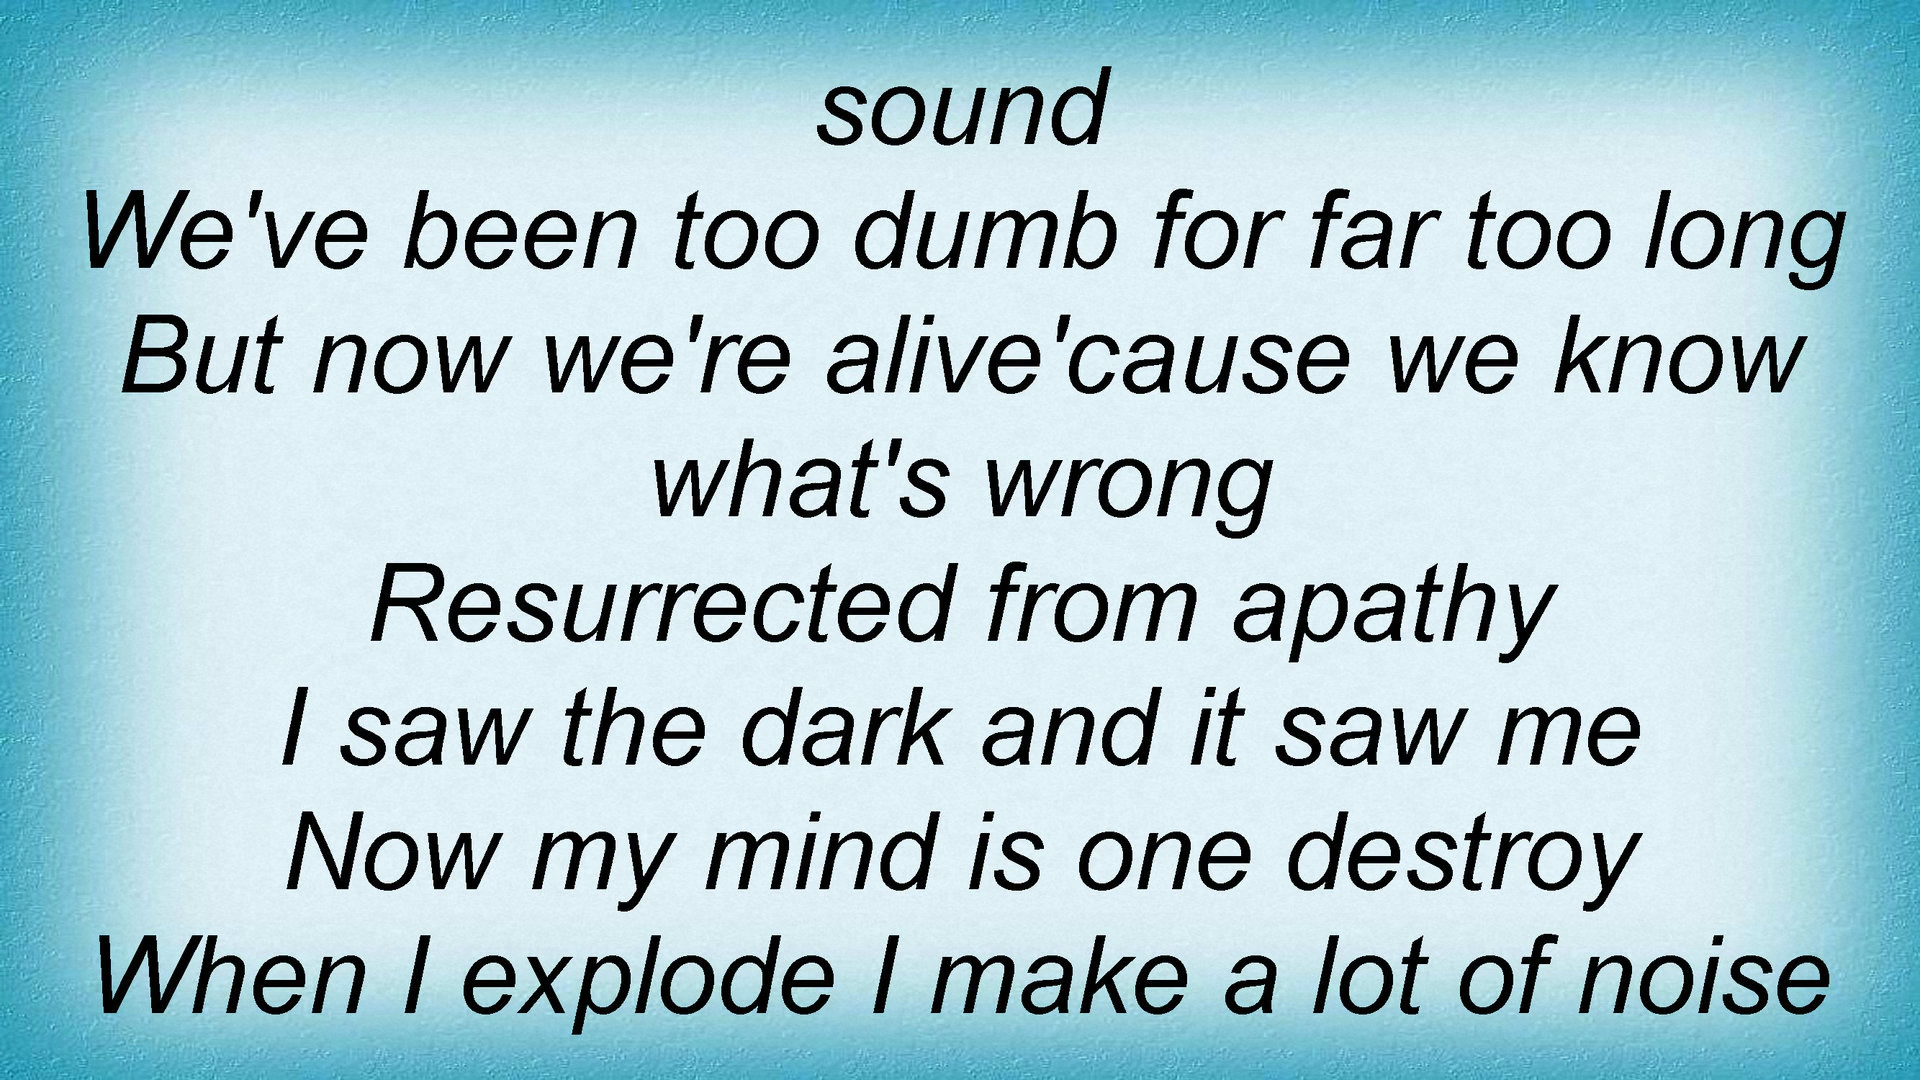 sound
We've been too dumb for far too long
But now we're alive'cause we know
what's wrong
Resurrected from apathy
I saw the dark and it saw me
Now my mind is one destroy
When I explode I make a lot of noise